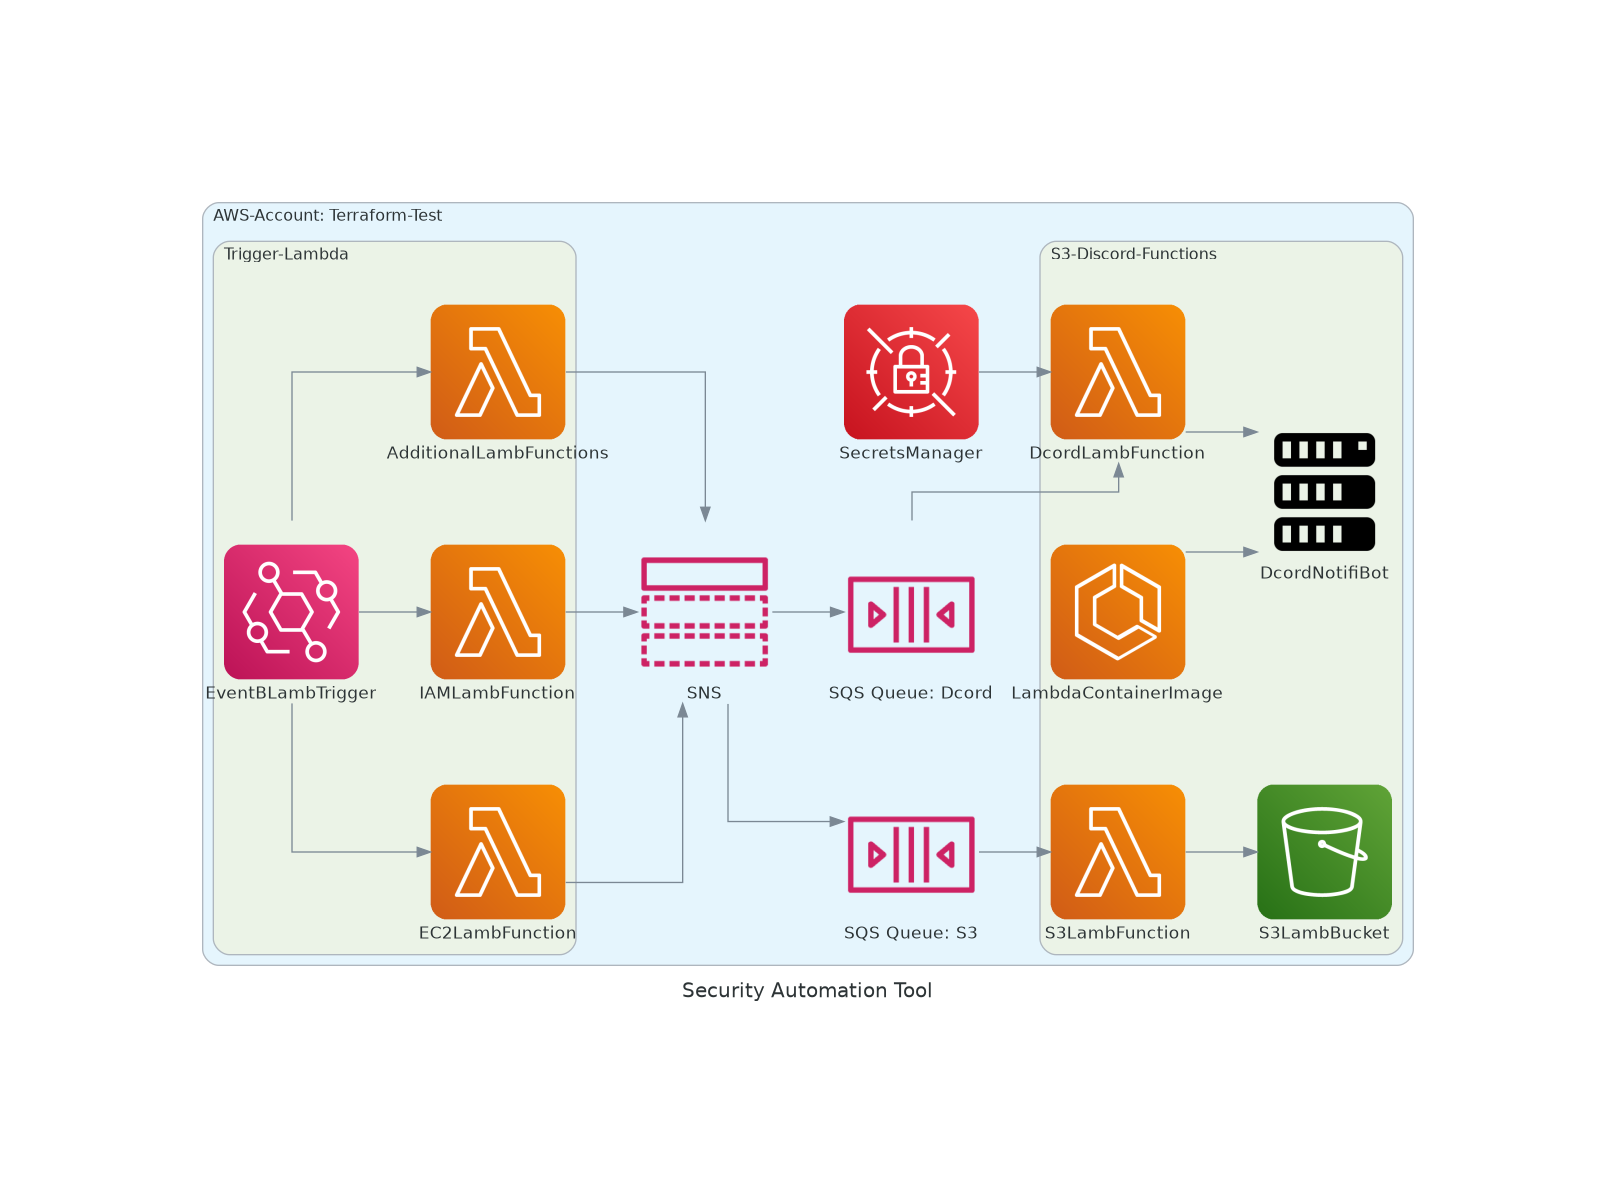 AWS-Account: Terraform-Test
Trigger-Lambda
S3-Discord-Functions
AdditionalLambFunctions
SecretsManager
DcordLambFunction
DcordNotifiBot
EventBLambTrigger
IAMLambFunction
SNS
SQS Queue: Dcord
LambdaContainerImage
EC2LambFunction
SQS Queue: S3
S3LambFunction
S3LambBucket
Security Automation Tool